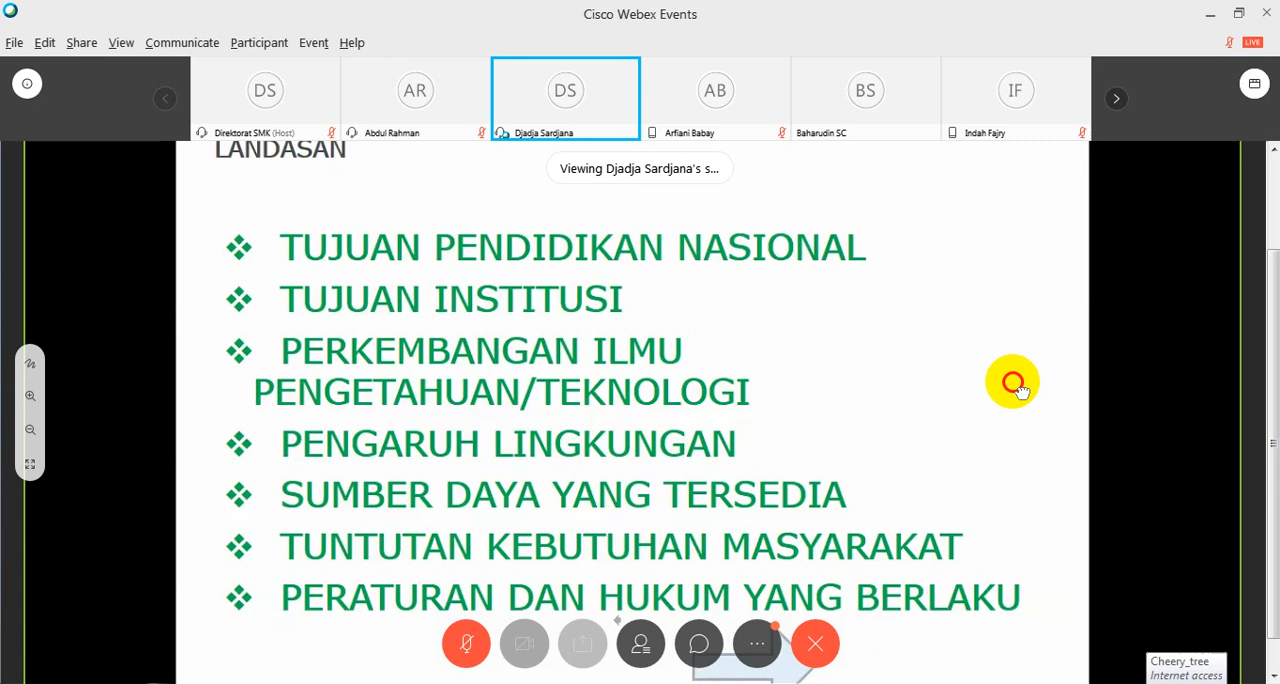 Cisco Webex Events
File Edit Share View Communicate Participant Event Help
LIVE
DS AR DS AB BS IF
Direktorat SMK (Host) Abdul Rahman Djadja Sardjana Arfiani Babay Baharudin SC Indah Fajry
LANDASAN
Viewing Djadja Sardjana's s...
❖ TUJUAN PENDIDIKAN NASIONAL
❖ TUJUAN INSTITUSI
❖ PERKEMBANGAN ILMU
PENGETAHUAN/TEKNOLOGI
❖ PENGARUH LINGKUNGAN
❖ SUMBER DAYA YANG TERSEDIA
❖ TUNTUTAN KEBUTUHAN MASYARAKAT
❖ PERATURAN DAN HUKUM YANG BERLAKU
Cheery_tree
Internet access